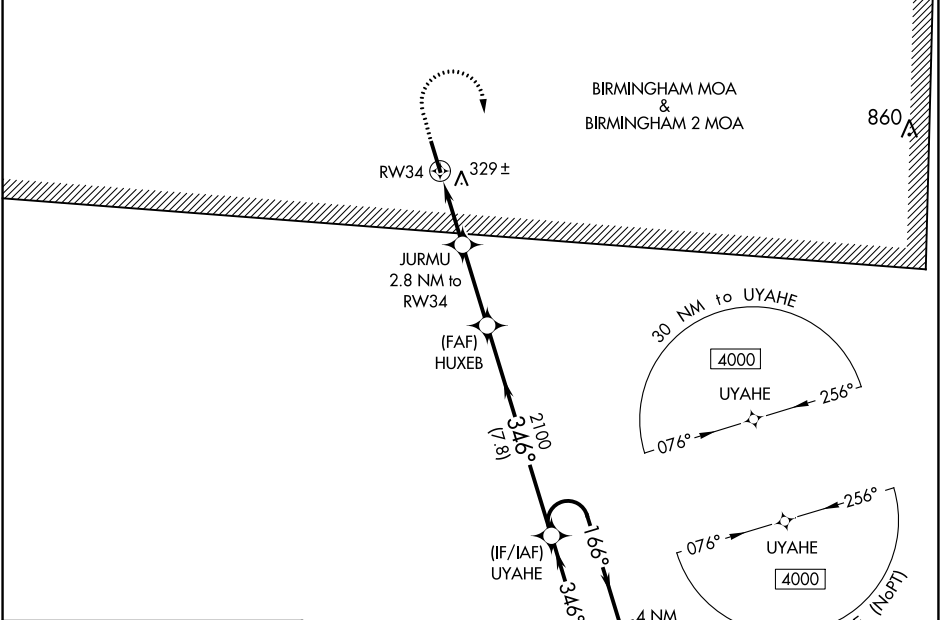 BIRMINGHAM MOA
&
BIRMINGHAM 2 MOA
860
RW34
329 ±
JURMU
2.8 NM to
RW34
(FAF)
HUXEB
30 NM to UYAHE
4000
UYAHE
256°
076°
2100
346°
(7.8)
166°
(IF/IAF)
UYAHE
346°
256°
076°
UYAHE
4000
(NoPT)
4 NM